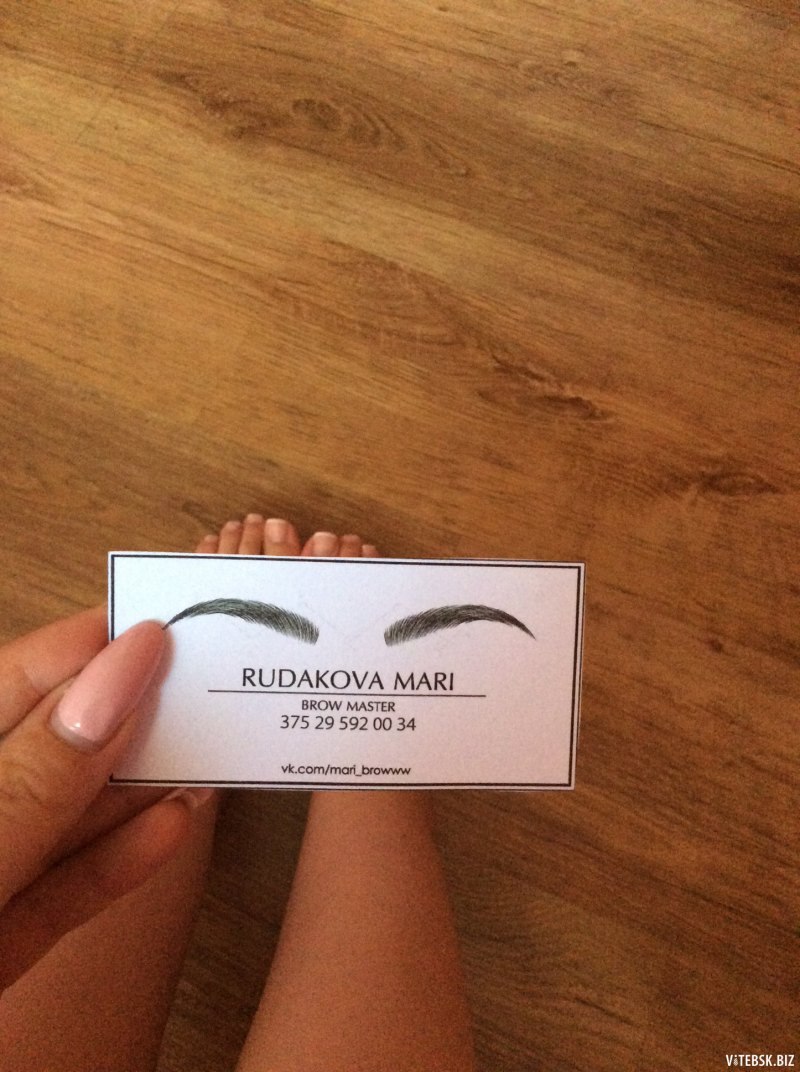 RUDAKOVA MARI
BROW MASTER
375 29 592 00 34
vk.com/mari_browww
VITEBSK.BIZ